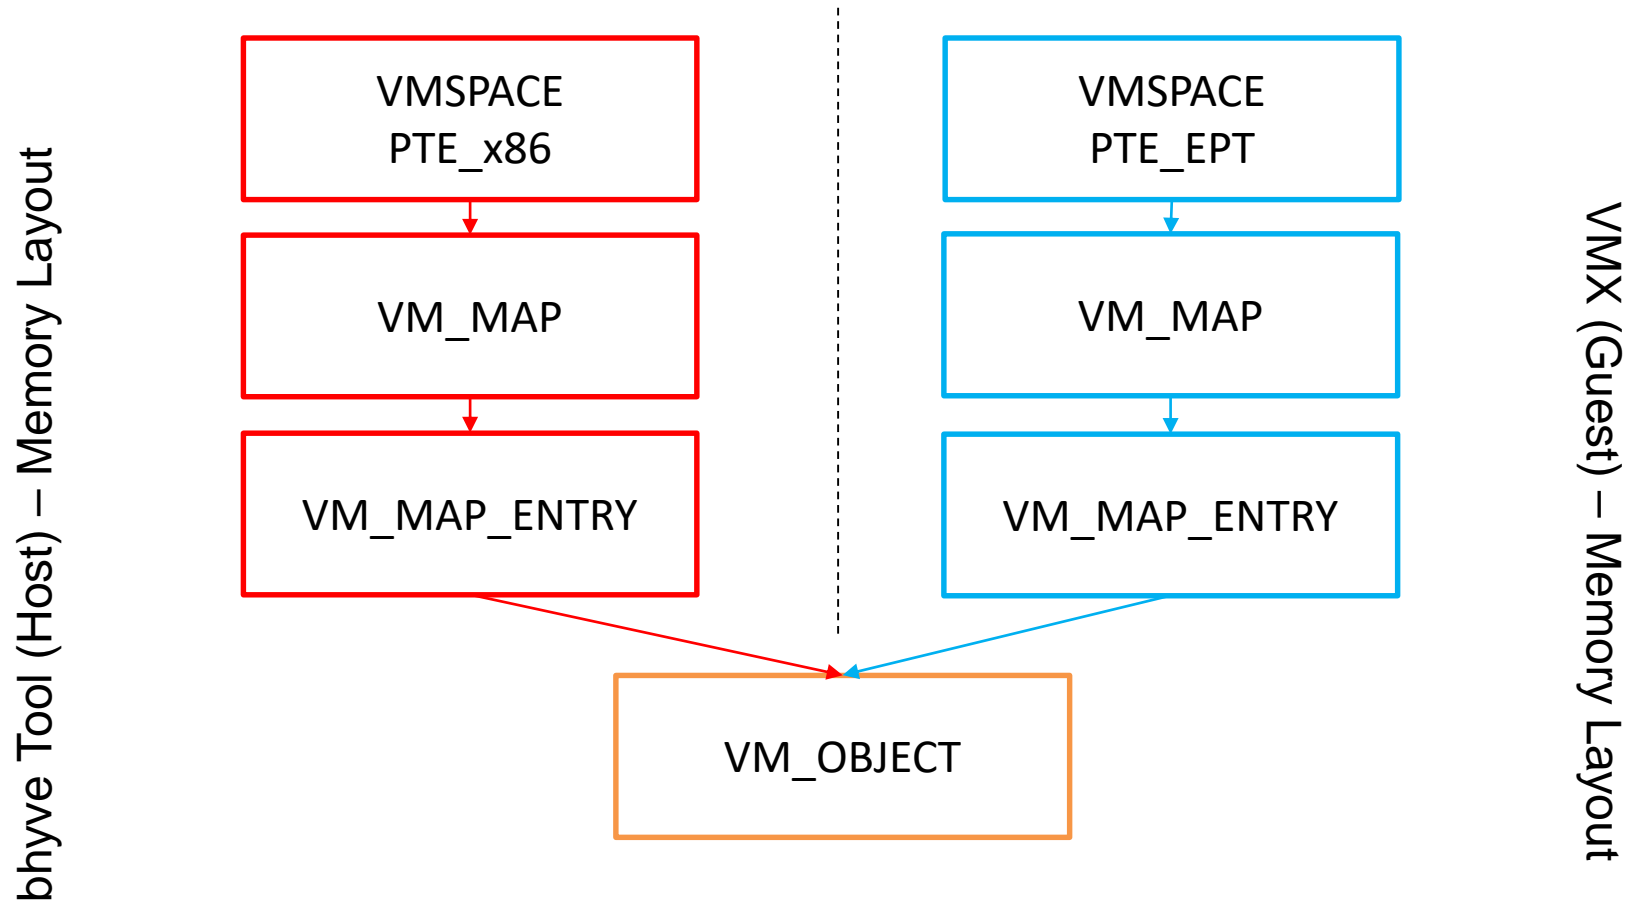 bhyve Tool (Host) – Memory Layout
VMSPACE
PTE_x86
VM_MAP
VM_MAP_ENTRY
VMSPACE
PTE_EPT
VM_MAP
VM_MAP_ENTRY
VM_OBJECT
VMX (Guest) – Memory Layout